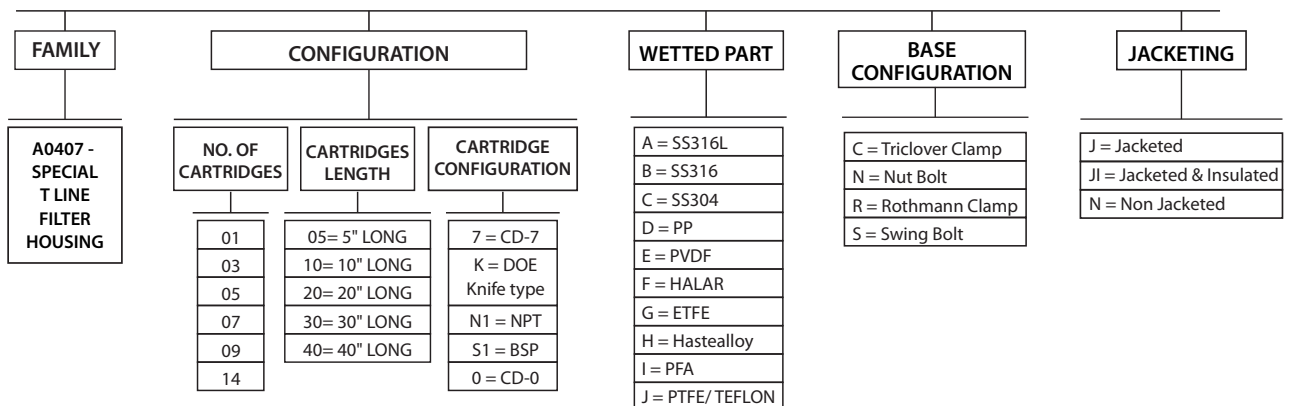 FAMILY
A0407 -
SPECIAL
T LINE
FILTER
HOUSING
CONFIGURATION
NO. OF
CARTRIDGES
01
03
05
07
09
14
CARTRIDGES
LENGTH
05= 5" LONG
10= 10" LONG
20= 20" LONG
30= 30" LONG
40= 40" LONG
CARTRIDGE
CONFIGURATION
7 = CD-7
K = DOE
Knife type
N1 = NPT
S1 = BSP
0 = CD-0
WETTED PART
A = SS316L
B = SS316
C = SS304
D = PP
E = PVDF
F = HALAR
G = ETFE
H = Hastealloy
I = PFA
J = PTFE/ TEFLON
BASE
CONFIGURATION
C = Triclover Clamp
N = Nut Bolt
R = Rothmann Clamp
S = Swing Bolt
JACKETING
J = Jacketed
JI = Jacketed & Insulated
N = Non Jacketed